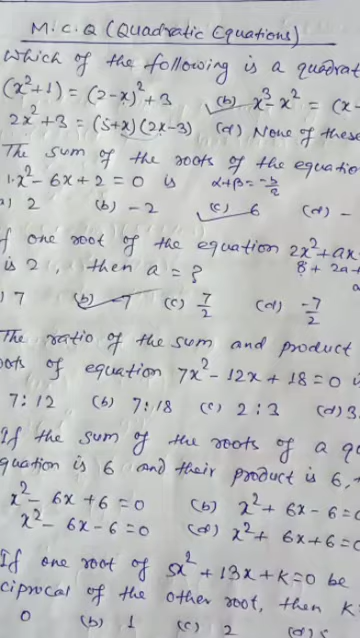 M.C.Q (Quadratic Equations)
Which of the following is a quadrat
(x²+1) = (2-x)²+3 (b) x³-x² = (x-
2x²+3 = (5+x)(2x-3) (d) None of these
The sum of the roots of the equatio
1·x²-6x+2=0 is α+β=-b/a
a) 2 (b) -2 (c) 6 (d) -
f one root of the equation 2x²+ax
is 2, then a = ? 8+2a+
) 7 (b) -7 (c) 7/2 (d) -7/2
The ratio of the sum and product
oots of equation 7x²-12x+18=0 i
7:12 (b) 7:18 (c) 2:3 (d) 3
If the sum of the roots of a qu
quation is 6 and their product is 6,
x²-6x+6=0 (b) x²+6x-6=0
x²-6x-6=0 (d) x²+6x+6=0
If one root of 5x²+13x+k=0 be
ciprocal of the other root, then k
0 (b) 1 (c) 2 (d) 5